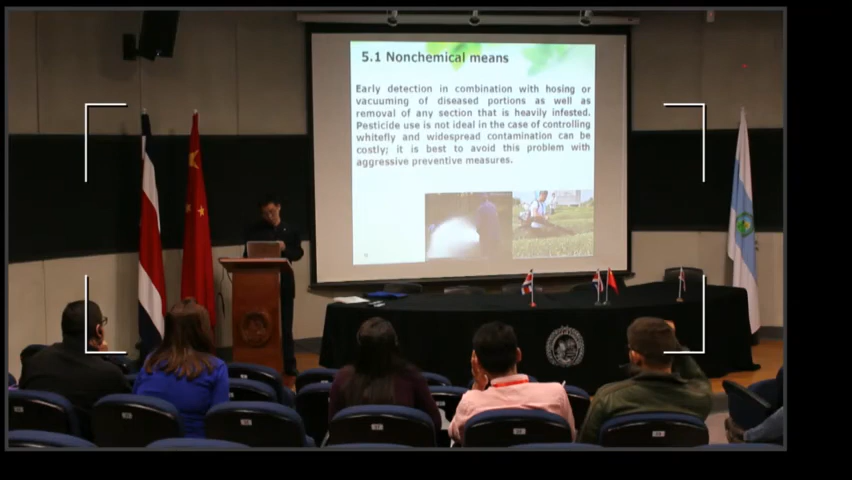 5.1 Nonchemical means
Early detection in combination with hosing or
vacuuming of diseased portions as well as
removal of any section that is heavily infested.
Pesticide use is not ideal in the case of controlling
whitefly and widespread contamination can be
costly; it is best to avoid this problem with
aggressive preventive measures.